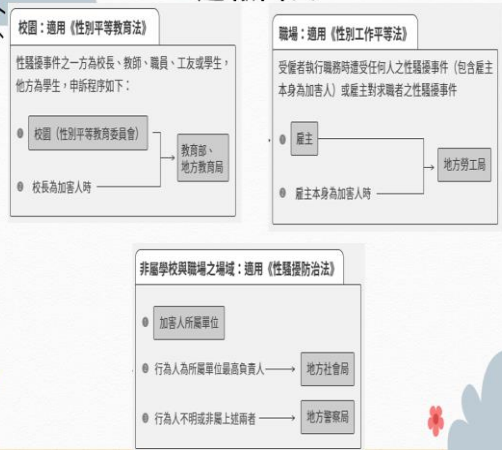 校園：適用《性別平等教育法》
性騷擾事件之一方為校長、教師、職員、工友或學生，
他方為學生，申訴程序如下：
校園（性別平等教育委員會）
教育部、
地方教育局
校長為加害人時
職場：適用《性別工作平等法》
受僱者執行職務時遭受任何人之性騷擾事件（包含雇主
本身為加害人）或雇主對求職者之性騷擾事件
雇主
地方勞工局
雇主本身為加害人時
非屬學校與職場之場域：適用《性騷擾防治法》
加害人所屬單位
行為人為所屬單位最高負責人
地方社會局
行為人不明或非屬上述兩者
地方警察局